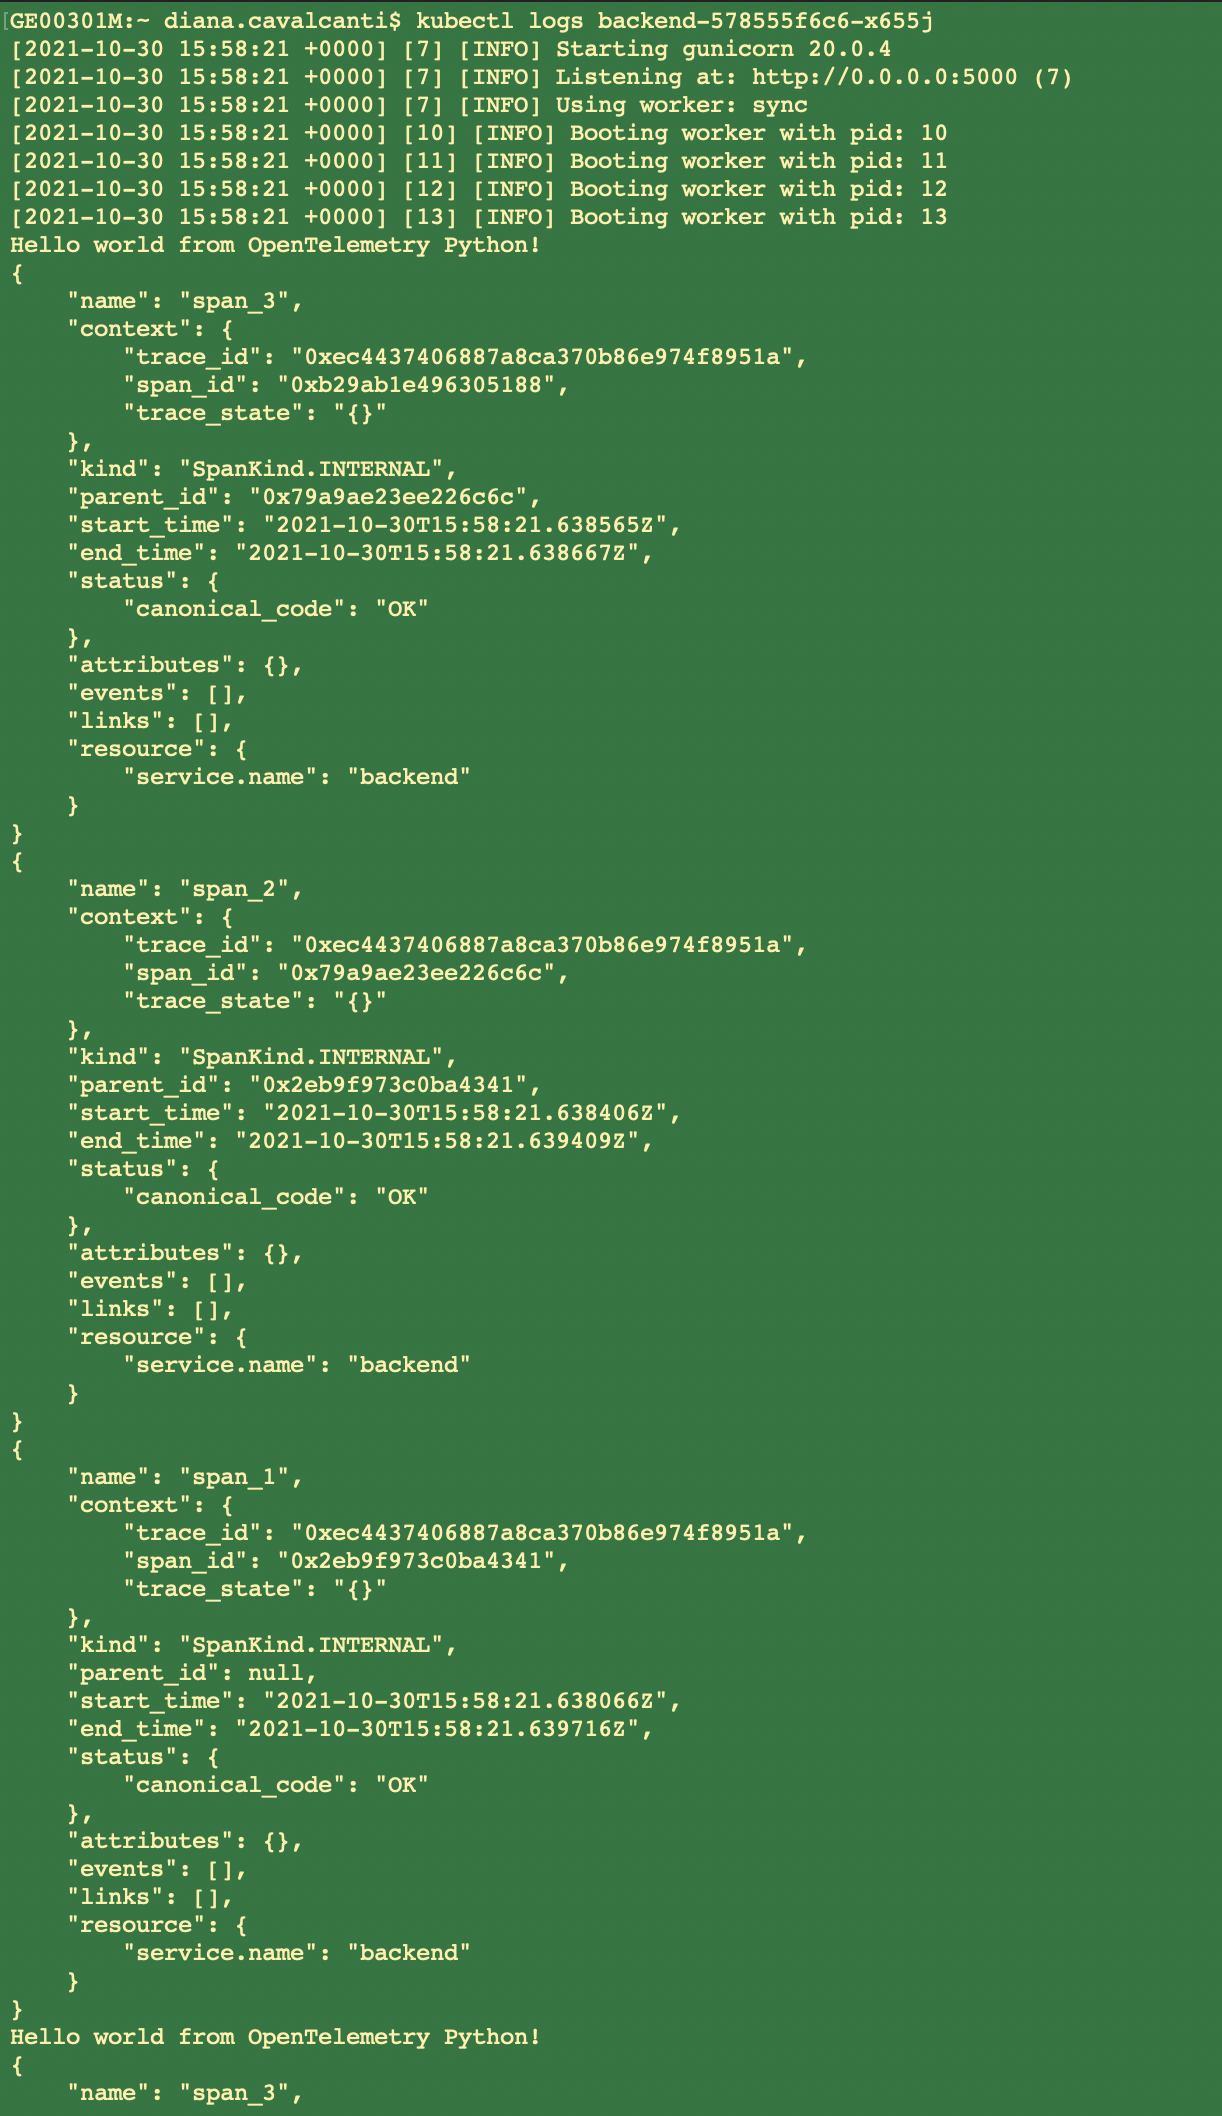 [GE00301M:~ diana.cavalcanti$ kubectl logs backend-578555f6c6-x655j
[2021-10-30 15:58:21 +0000] [7] [INFO] Starting gunicorn 20.0.4
[2021-10-30 15:58:21 +0000] [7] [INFO] Listening at: http://0.0.0.0:5000 (7)
[2021-10-30 15:58:21 +0000] [7] [INFO] Using worker: sync
[2021-10-30 15:58:21 +0000] [10] [INFO] Booting worker with pid: 10
[2021-10-30 15:58:21 +0000] [11] [INFO] Booting worker with pid: 11
[2021-10-30 15:58:21 +0000] [12] [INFO] Booting worker with pid: 12
[2021-10-30 15:58:21 +0000] [13] [INFO] Booting worker with pid: 13
Hello world from OpenTelemetry Python!
{
    "name": "span_3",
    "context": {
        "trace_id": "0xec4437406887a8ca370b86e974f8951a",
        "span_id": "0xb29ab1e496305188",
        "trace_state": "{}"
    },
    "kind": "SpanKind.INTERNAL",
    "parent_id": "0x79a9ae23ee226c6c",
    "start_time": "2021-10-30T15:58:21.638565Z",
    "end_time": "2021-10-30T15:58:21.638667Z",
    "status": {
        "canonical_code": "OK"
    },
    "attributes": {},
    "events": [],
    "links": [],
    "resource": {
        "service.name": "backend"
    }
}
{
    "name": "span_2",
    "context": {
        "trace_id": "0xec4437406887a8ca370b86e974f8951a",
        "span_id": "0x79a9ae23ee226c6c",
        "trace_state": "{}"
    },
    "kind": "SpanKind.INTERNAL",
    "parent_id": "0x2eb9f973c0ba4341",
    "start_time": "2021-10-30T15:58:21.638406Z",
    "end_time": "2021-10-30T15:58:21.639409Z",
    "status": {
        "canonical_code": "OK"
    },
    "attributes": {},
    "events": [],
    "links": [],
    "resource": {
        "service.name": "backend"
    }
}
{
    "name": "span_1",
    "context": {
        "trace_id": "0xec4437406887a8ca370b86e974f8951a",
        "span_id": "0x2eb9f973c0ba4341",
        "trace_state": "{}"
    },
    "kind": "SpanKind.INTERNAL",
    "parent_id": null,
    "start_time": "2021-10-30T15:58:21.638066Z",
    "end_time": "2021-10-30T15:58:21.639716Z",
    "status": {
        "canonical_code": "OK"
    },
    "attributes": {},
    "events": [],
    "links": [],
    "resource": {
        "service.name": "backend"
    }
}
Hello world from OpenTelemetry Python!
{
    "name": "span_3",